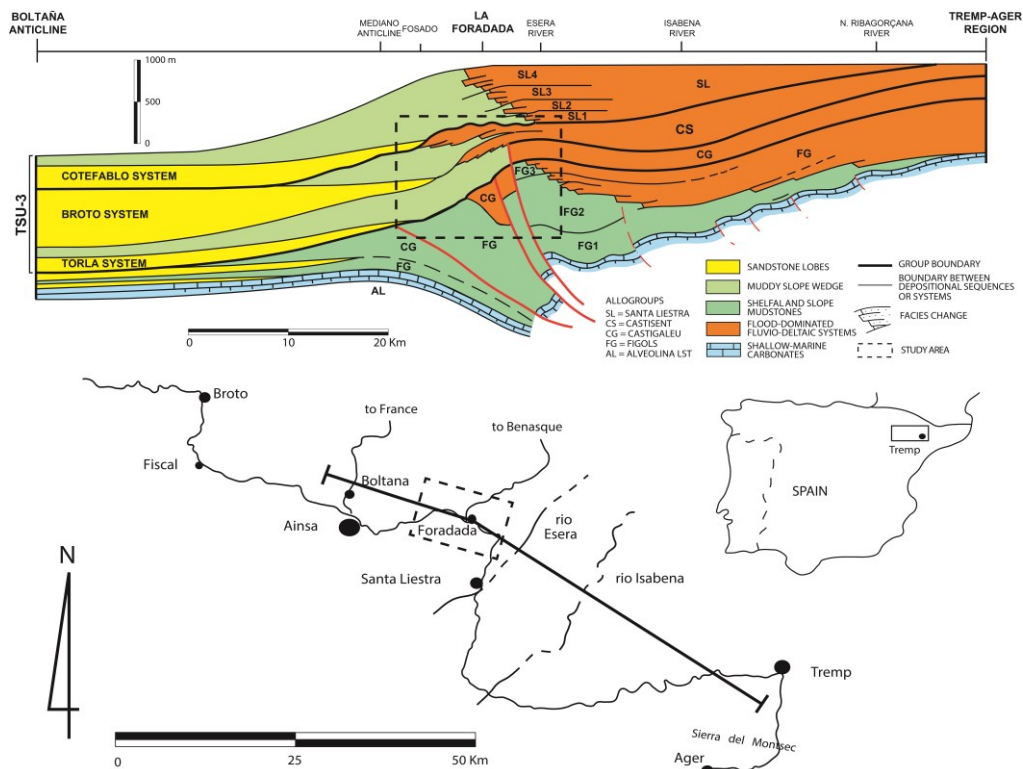 BOLTAÑA
ANTICLINE
MEDIANO
ANTICLINE
FOSADO
LA
FORADADA
ESERA
RIVER
ISABENA
RIVER
N. RIBAGORÇANA
RIVER
TREMP-AGER
REGION
1000 m
500
0
SL4
SL3
SL2
SL1
SL
CS
CG
FG
FG3
CG
FG2
FG1
CG
FG
FG
AL
TSU-3
COTEFABLO SYSTEM
BROTO SYSTEM
TORLA SYSTEM
0 10 20 Km
ALLOGROUPS
SL = SANTA LIESTRA
CS = CASTISENT
CG = CASTIGALEU
FG = FIGOLS
AL = ALVEOLINA LST
SANDSTONE LOBES
MUDDY SLOPE WEDGE
SHELFAL AND SLOPE
MUDSTONES
FLOOD-DOMINATED
FLUVIO-DELTAIC SYSTEMS
SHALLOW-MARINE
CARBONATES
GROUP BOUNDARY
BOUNDARY BETWEEN
DEPOSITIONAL SEQUENCES
OR SYSTEMS
FACIES CHANGE
STUDY AREA
Broto
to France
to Benasque
Fiscal
Boltana
Ainsa
Foradada
rio
Esera
Santa Liestra
rio Isabena
Tremp
Sierra del Montsec
Ager
N
0 25 50 Km
Tremp
SPAIN